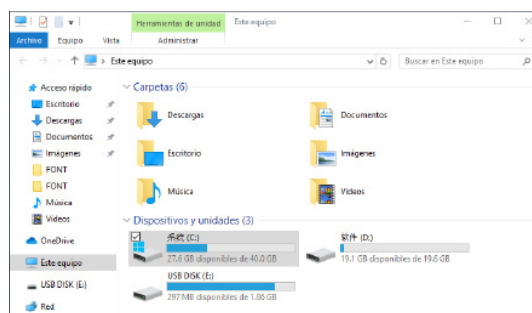 Herramientas de unidad Este equipo
Archivo Equipo Vista Administrar
Este equipo Buscar en Este equipo
Acceso rápido
Escritorio
Descargas
Documentos
Imágenes
FONT
FONT
Música
Vídeos
OneDrive
Este equipo
USB DISK (E:)
Red
Carpetas (6)
Descargas Documentos
Escritorio Imágenes
Música Vídeos
Dispositivos y unidades (3)
系统 (C:) 软件 (D:)
27.6 GB disponibles de 40.0 GB 19.1 GB disponibles de 19.6 GB
USB DISK (E:)
297 MB disponibles de 1.86 GB